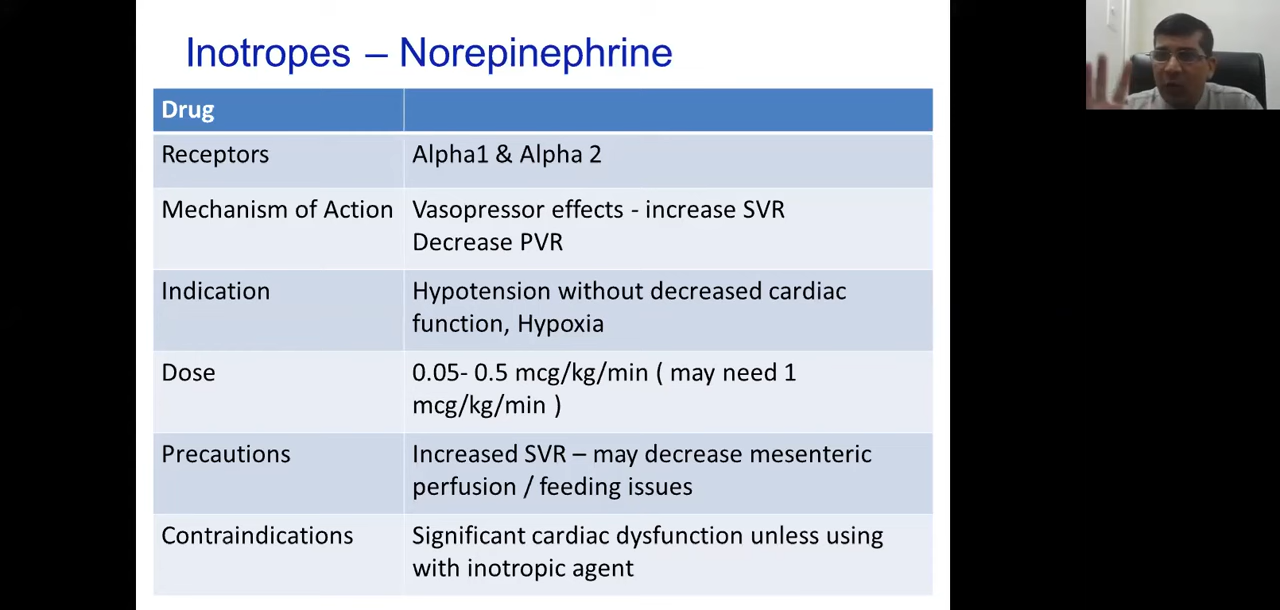 Inotropes – Norepinephrine
Drug
Receptors
Alpha1 & Alpha 2
Mechanism of Action
Vasopressor effects - increase SVR
Decrease PVR
Indication
Hypotension without decreased cardiac
function, Hypoxia
Dose
0.05- 0.5 mcg/kg/min ( may need 1
mcg/kg/min )
Precautions
Increased SVR – may decrease mesenteric
perfusion / feeding issues
Contraindications
Significant cardiac dysfunction unless using
with inotropic agent